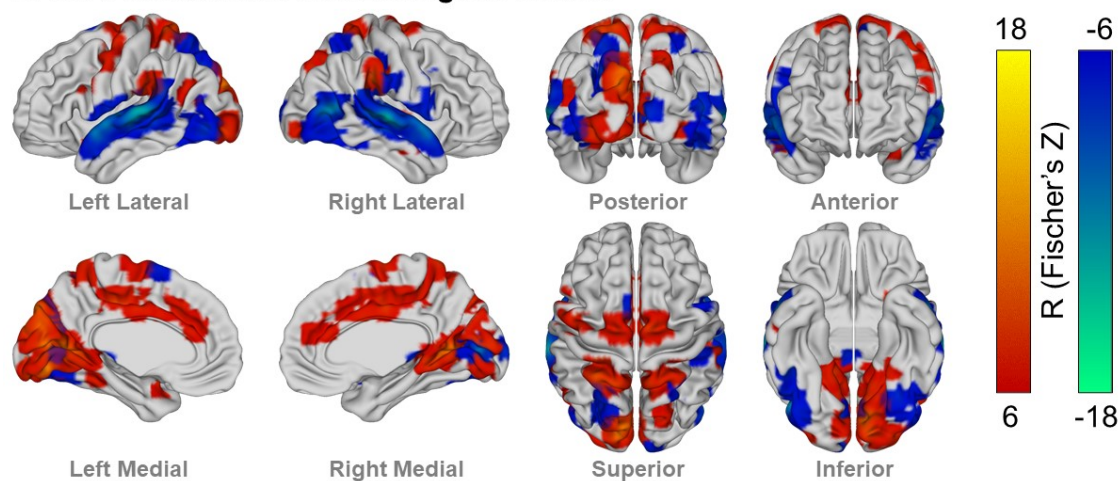 Left Lateral
Right Lateral
Posterior
Anterior
Left Medial
Right Medial
Superior
Inferior
18
-6
R (Fischer's Z)
6
-18